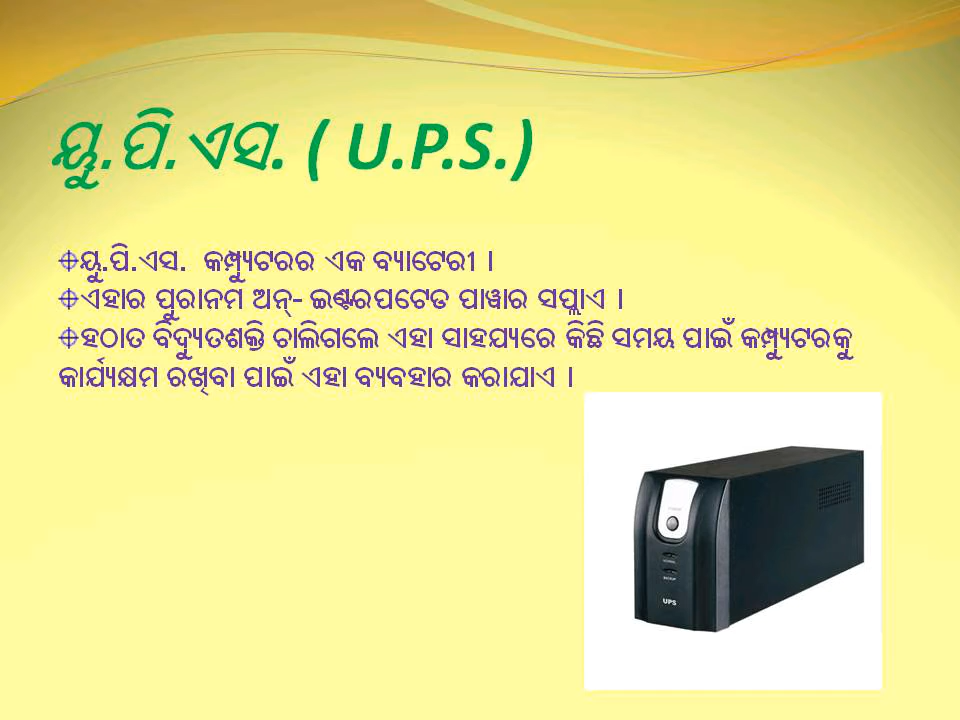 ୟୁ.ପି.ଏସ. ( U.P.S.)
ୟୁ.ପି.ଏସ. କମ୍ପ୍ୟୁଟରର ଏକ ବ୍ୟାଟେରୀ ।
ଏହାର ପୁରାନମ ଅନ୍- ଇଣ୍ଟରପଟେଡ ପାୱାର ସପ୍ଲାଏ ।
ହଠାତ ବିଦ୍ୟୁତଶକ୍ତି ଚାଲିଗଲେ ଏହା ସାହଯ୍ୟରେ କିଛି ସମୟ ପାଇଁ କମ୍ପ୍ୟୁଟରକୁ
କାର୍ଯ୍ୟକ୍ଷମ ରଖିବା ପାଇଁ ଏହା ବ୍ୟବହାର କରାଯାଏ ।
UPS